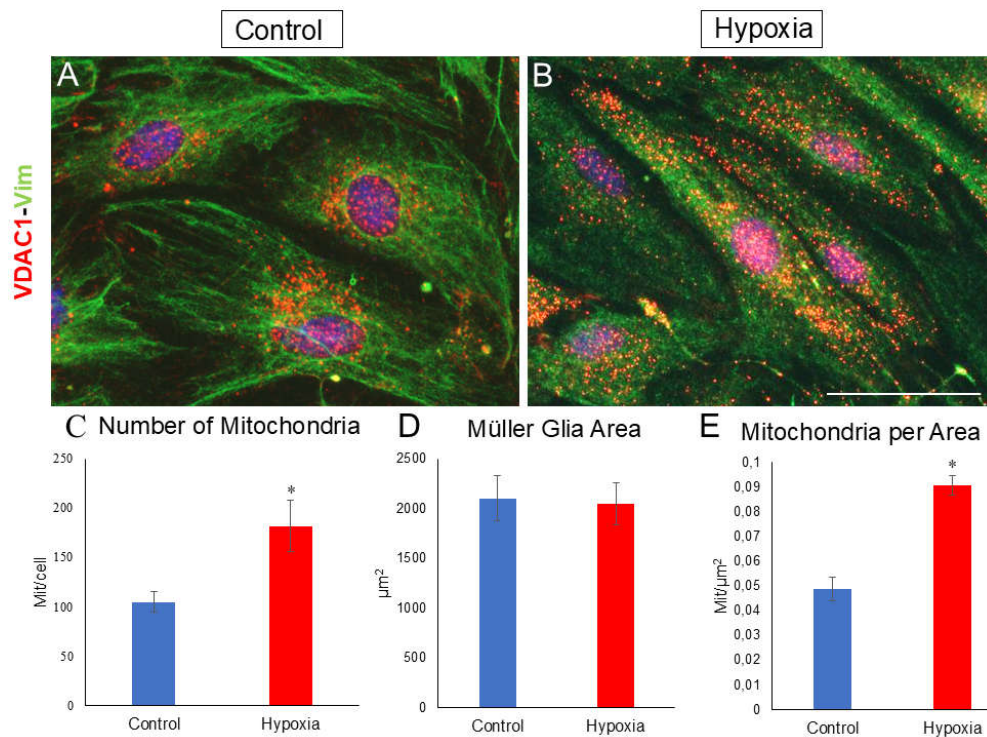 Control
Hypoxia
A
B
VDAC1-Vim
C Number of Mitochondria
250
200
150
100
50
0
Mit/cell
*
Control
Hypoxia
D Müller Glia Area
2500
2000
1500
1000
500
0
µm²
Control
Hypoxia
E Mitochondria per Area
0,1
0,09
0,08
0,07
0,06
0,05
0,04
0,03
0,02
0,01
0
Mit/µm²
*
Control
Hypoxia